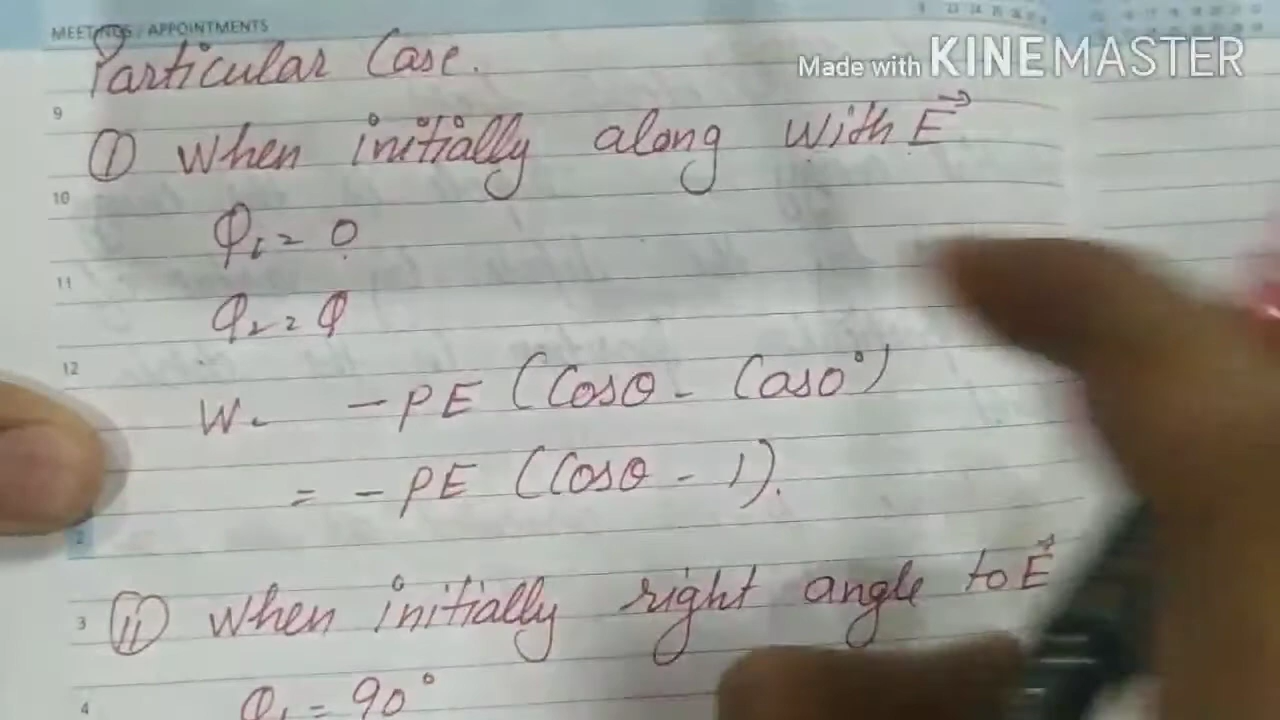 MEETINGS / APPOINTMENTS
Made with KINEMASTER
Particular Case.
9
① When initially along with E⃗
10
φ₁ = 0
11
φ₂ = φ
12
W = -PE (Cosθ - Cos0°)
= -PE (Cosθ - 1).
2
3
(ii) When initially right angle to E⃗
4
φ₁ = 90°